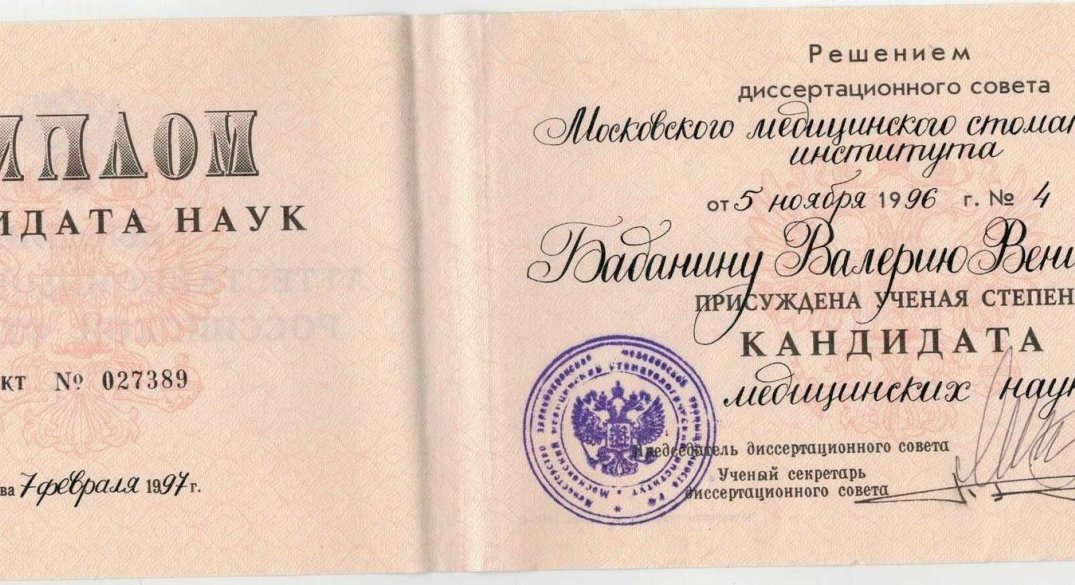 ИПЛОМ
ИДАТА НАУК
КТ № 027389
ва 7 февраля 1997 г.
Решением
диссертационного совета
Московского медицинского стома
института
от 5 ноября 1996 г. № 4
Бабанину Валерию Вени
ПРИСУЖДЕНА УЧЕНАЯ СТЕПЕН
КАНДИДАТА
медицинских наук
Председатель диссертационного совета
Ученый секретарь
диссертационного совета